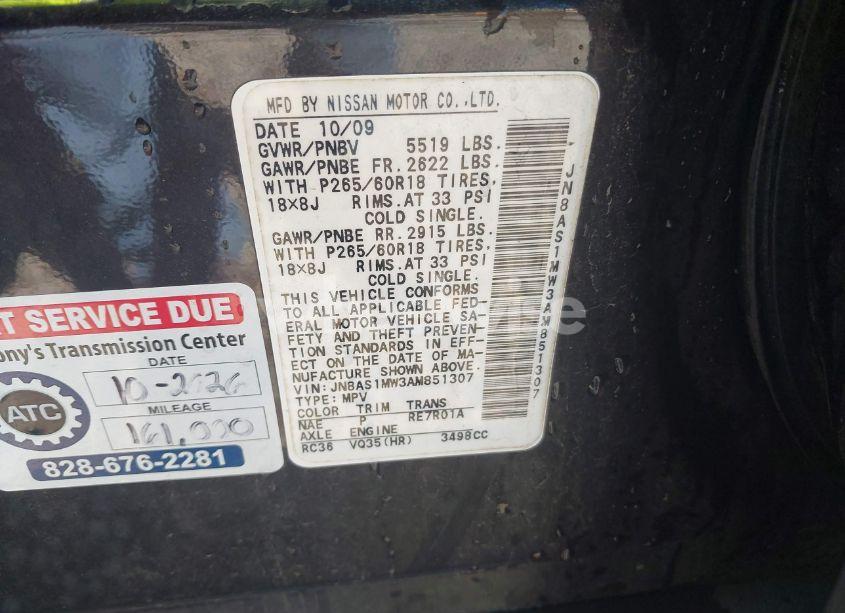 MFD BY NISSAN MOTOR CO.,LTD.
DATE 10/09
GVWR/PNBV 5519 LBS.
GAWR/PNBE FR. 2622 LBS.
WITH P265/60R18 TIRES,
18×8J RIMS.AT 33 PSI
COLD SINGLE.
GAWR/PNBE RR. 2915 LBS.
WITH P265/60R18 TIRES,
18×8J RIMS.AT 33 PSI
COLD SINGLE.
THIS VEHICLE CONFORMS
TO ALL APPLICABLE FED-
ERAL MOTOR VEHICLE SA-
FETY AND THEFT PREVEN-
TION STANDARDS IN EFF-
ECT ON THE DATE OF MA-
NUFACTURE SHOWN ABOVE.
VIN: JN8AS1MW3AM851307
TYPE: MPV
COLOR TRIM TRANS
NAE P RE7R01A
AXLE ENGINE
RC36 VQ35(HR) 3498CC
JN8AS1MW3AM851307
T SERVICE DUE
ony's Transmission Center
DATE
10-2026
ATC
MILEAGE
161,000
828-676-2281